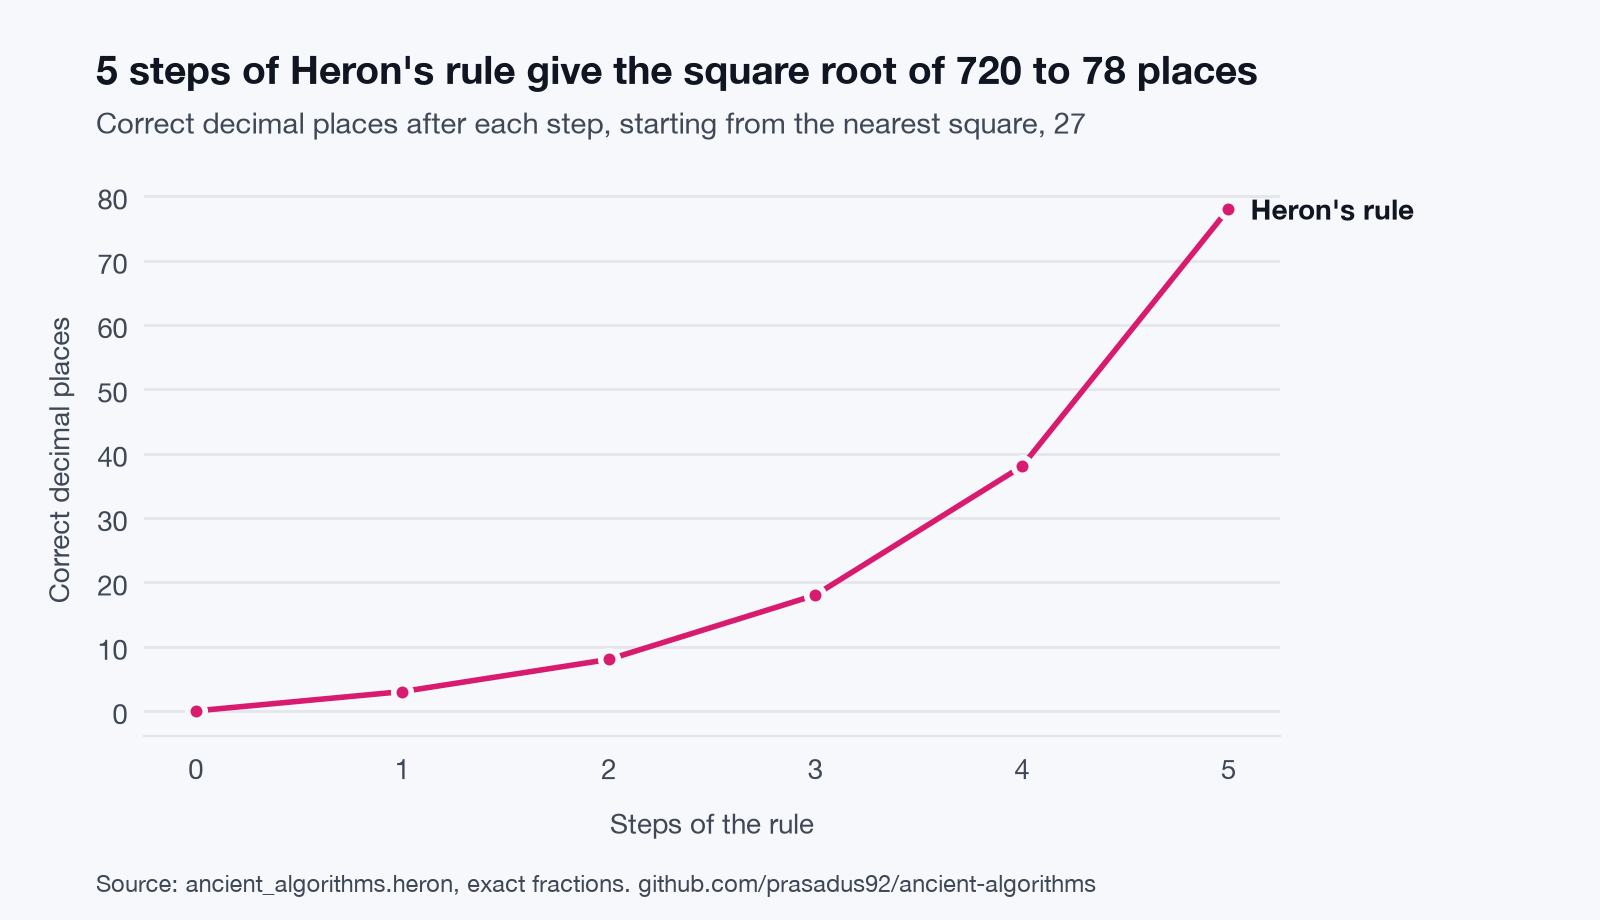 5 steps of Heron's rule give the square root of 720 to 78 places
Correct decimal places after each step, starting from the nearest square, 27
Correct decimal places
80
70
60
50
40
30
20
10
0
Heron's rule
0 1 2 3 4 5
Steps of the rule
Source: ancient_algorithms.heron, exact fractions. github.com/prasadus92/ancient-algorithms